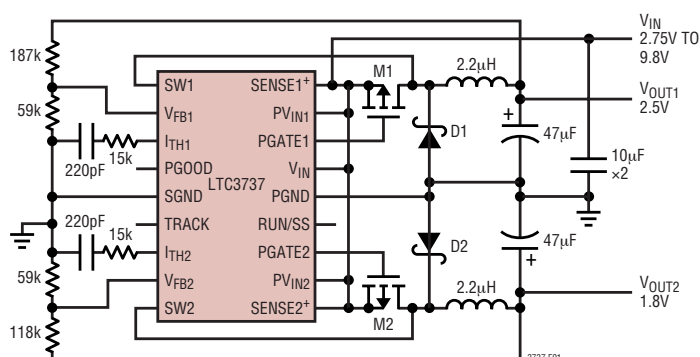 187k
59k
220pF
15k
220pF
15k
59k
118k
SW1
VFB1
ITH1
PGOOD
SGND
TRACK
ITH2
VFB2
SW2
LTC3737
SENSE1+
PVIN1
PGATE1
VIN
PGND
RUN/SS
PGATE2
PVIN2
SENSE2+
M1
2.2µH
D1
+
47µF
D2
47µF
+
2.2µH
M2
10µF
×2
VIN
2.75V TO
9.8V
VOUT1
2.5V
VOUT2
1.8V